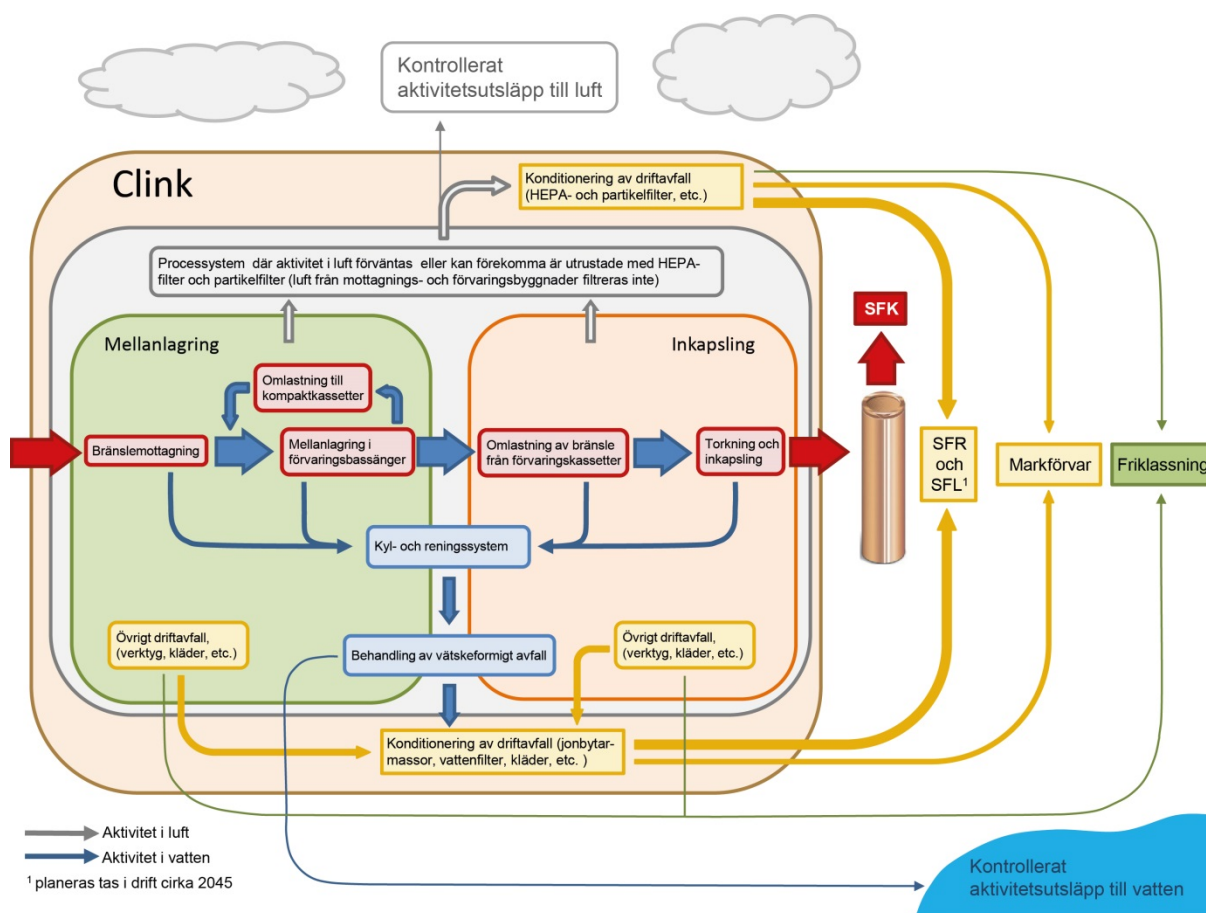 Kontrollerat
aktivitetsutsläpp till luft
Clink
Konditionering av driftavfall
(HEPA- och partikelfilter, etc.)
Processystem där aktivitet i luft förväntas eller kan förekomma är utrustade med HEPA-
filter och partikelfilter (luft från mottagnings- och förvaringsbyggnader filtreras inte)
SFK
Mellanlagring
Inkapsling
Omlastning till
kompaktkassetter
Bränslemottagning
Mellanlagring i
förvaringsbassänger
Omlastning av bränsle
från förvaringskassetter
Torkning och
inkapsling
SFR
och
SFL¹
Markförvar
Friklassning
Kyl- och reningssystem
Övrigt driftavfall,
(verktyg, kläder, etc.)
Behandling av vätskeformigt avfall
Övrigt driftavfall,
(verktyg, kläder, etc.)
Konditionering av driftavfall (jonbytar-
massor, vattenfilter, kläder, etc. )
Aktivitet i luft
Aktivitet i vatten
¹ planeras tas i drift cirka 2045
Kontrollerat
aktivitetsutsläpp till vatten